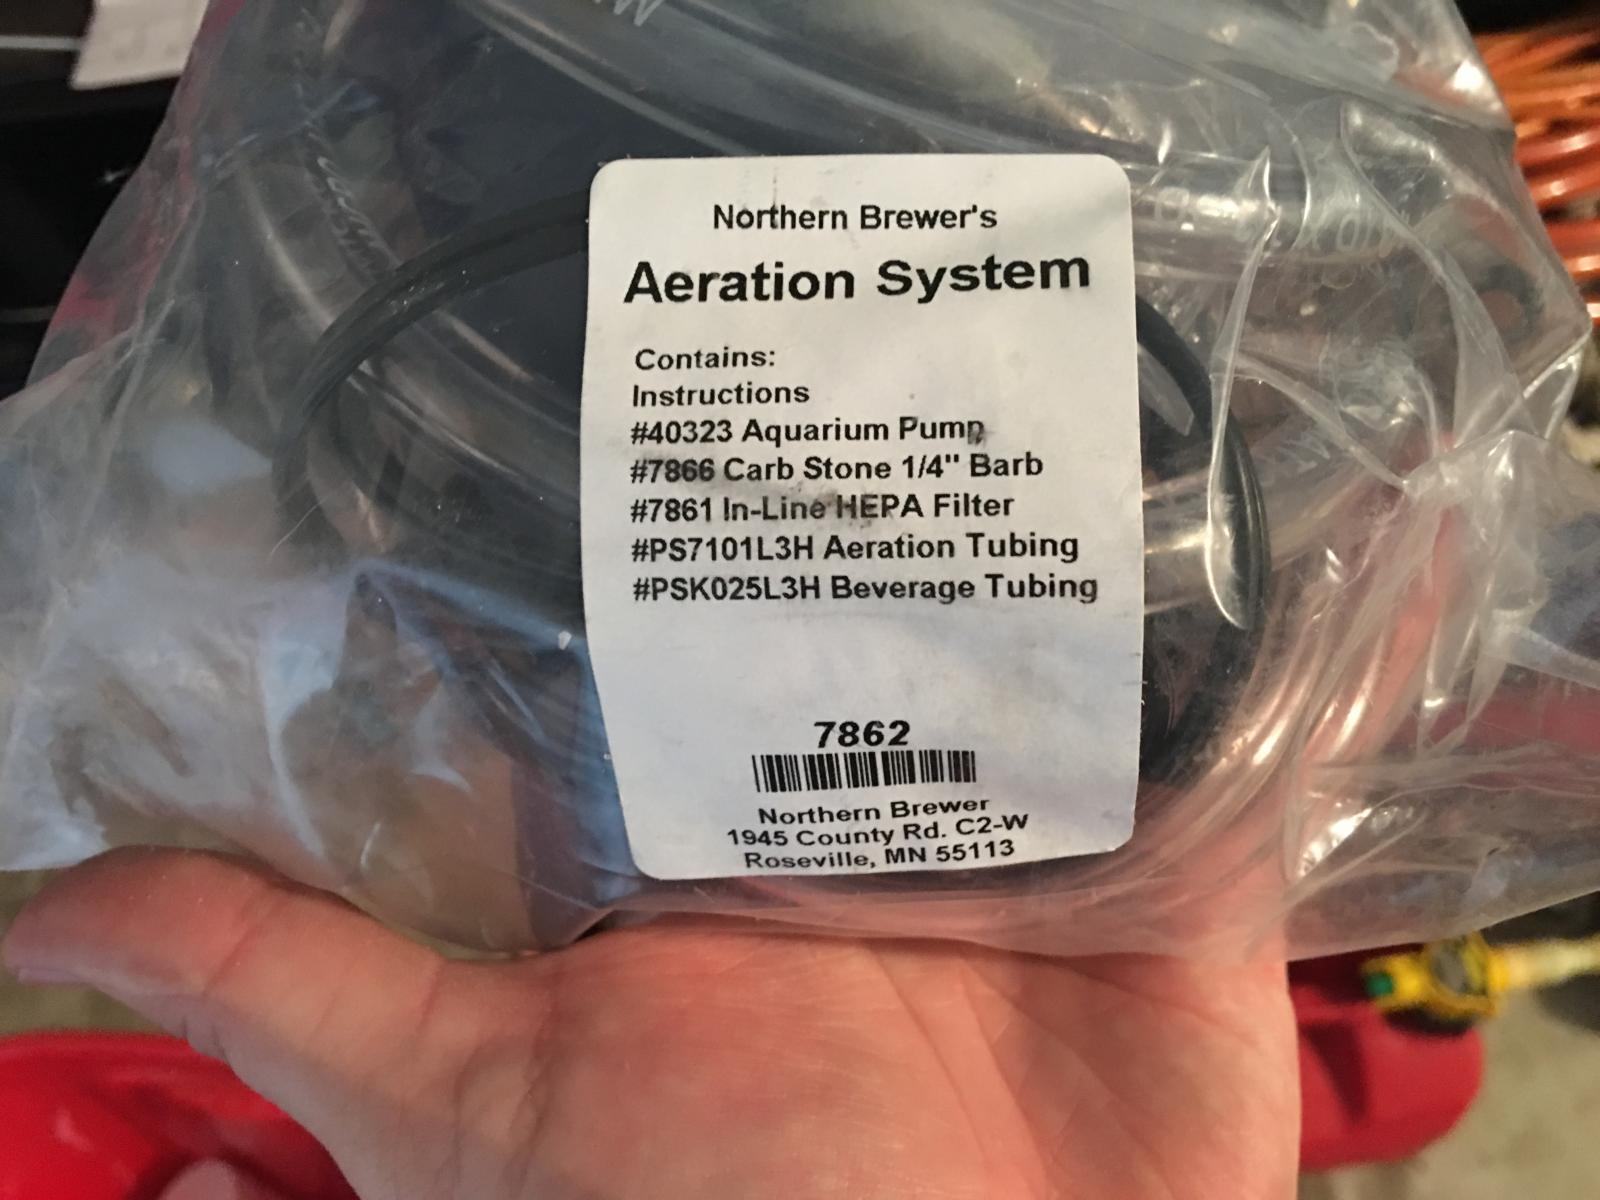 Northern Brewer's
Aeration System
Contains:
Instructions
#40323 Aquarium Pump
#7866 Carb Stone 1/4" Barb
#7861 In-Line HEPA Filter
#PS7101L3H Aeration Tubing
#PSK025L3H Beverage Tubing
7862
Northern Brewer
1945 County Rd. C2-W
Roseville, MN 55113